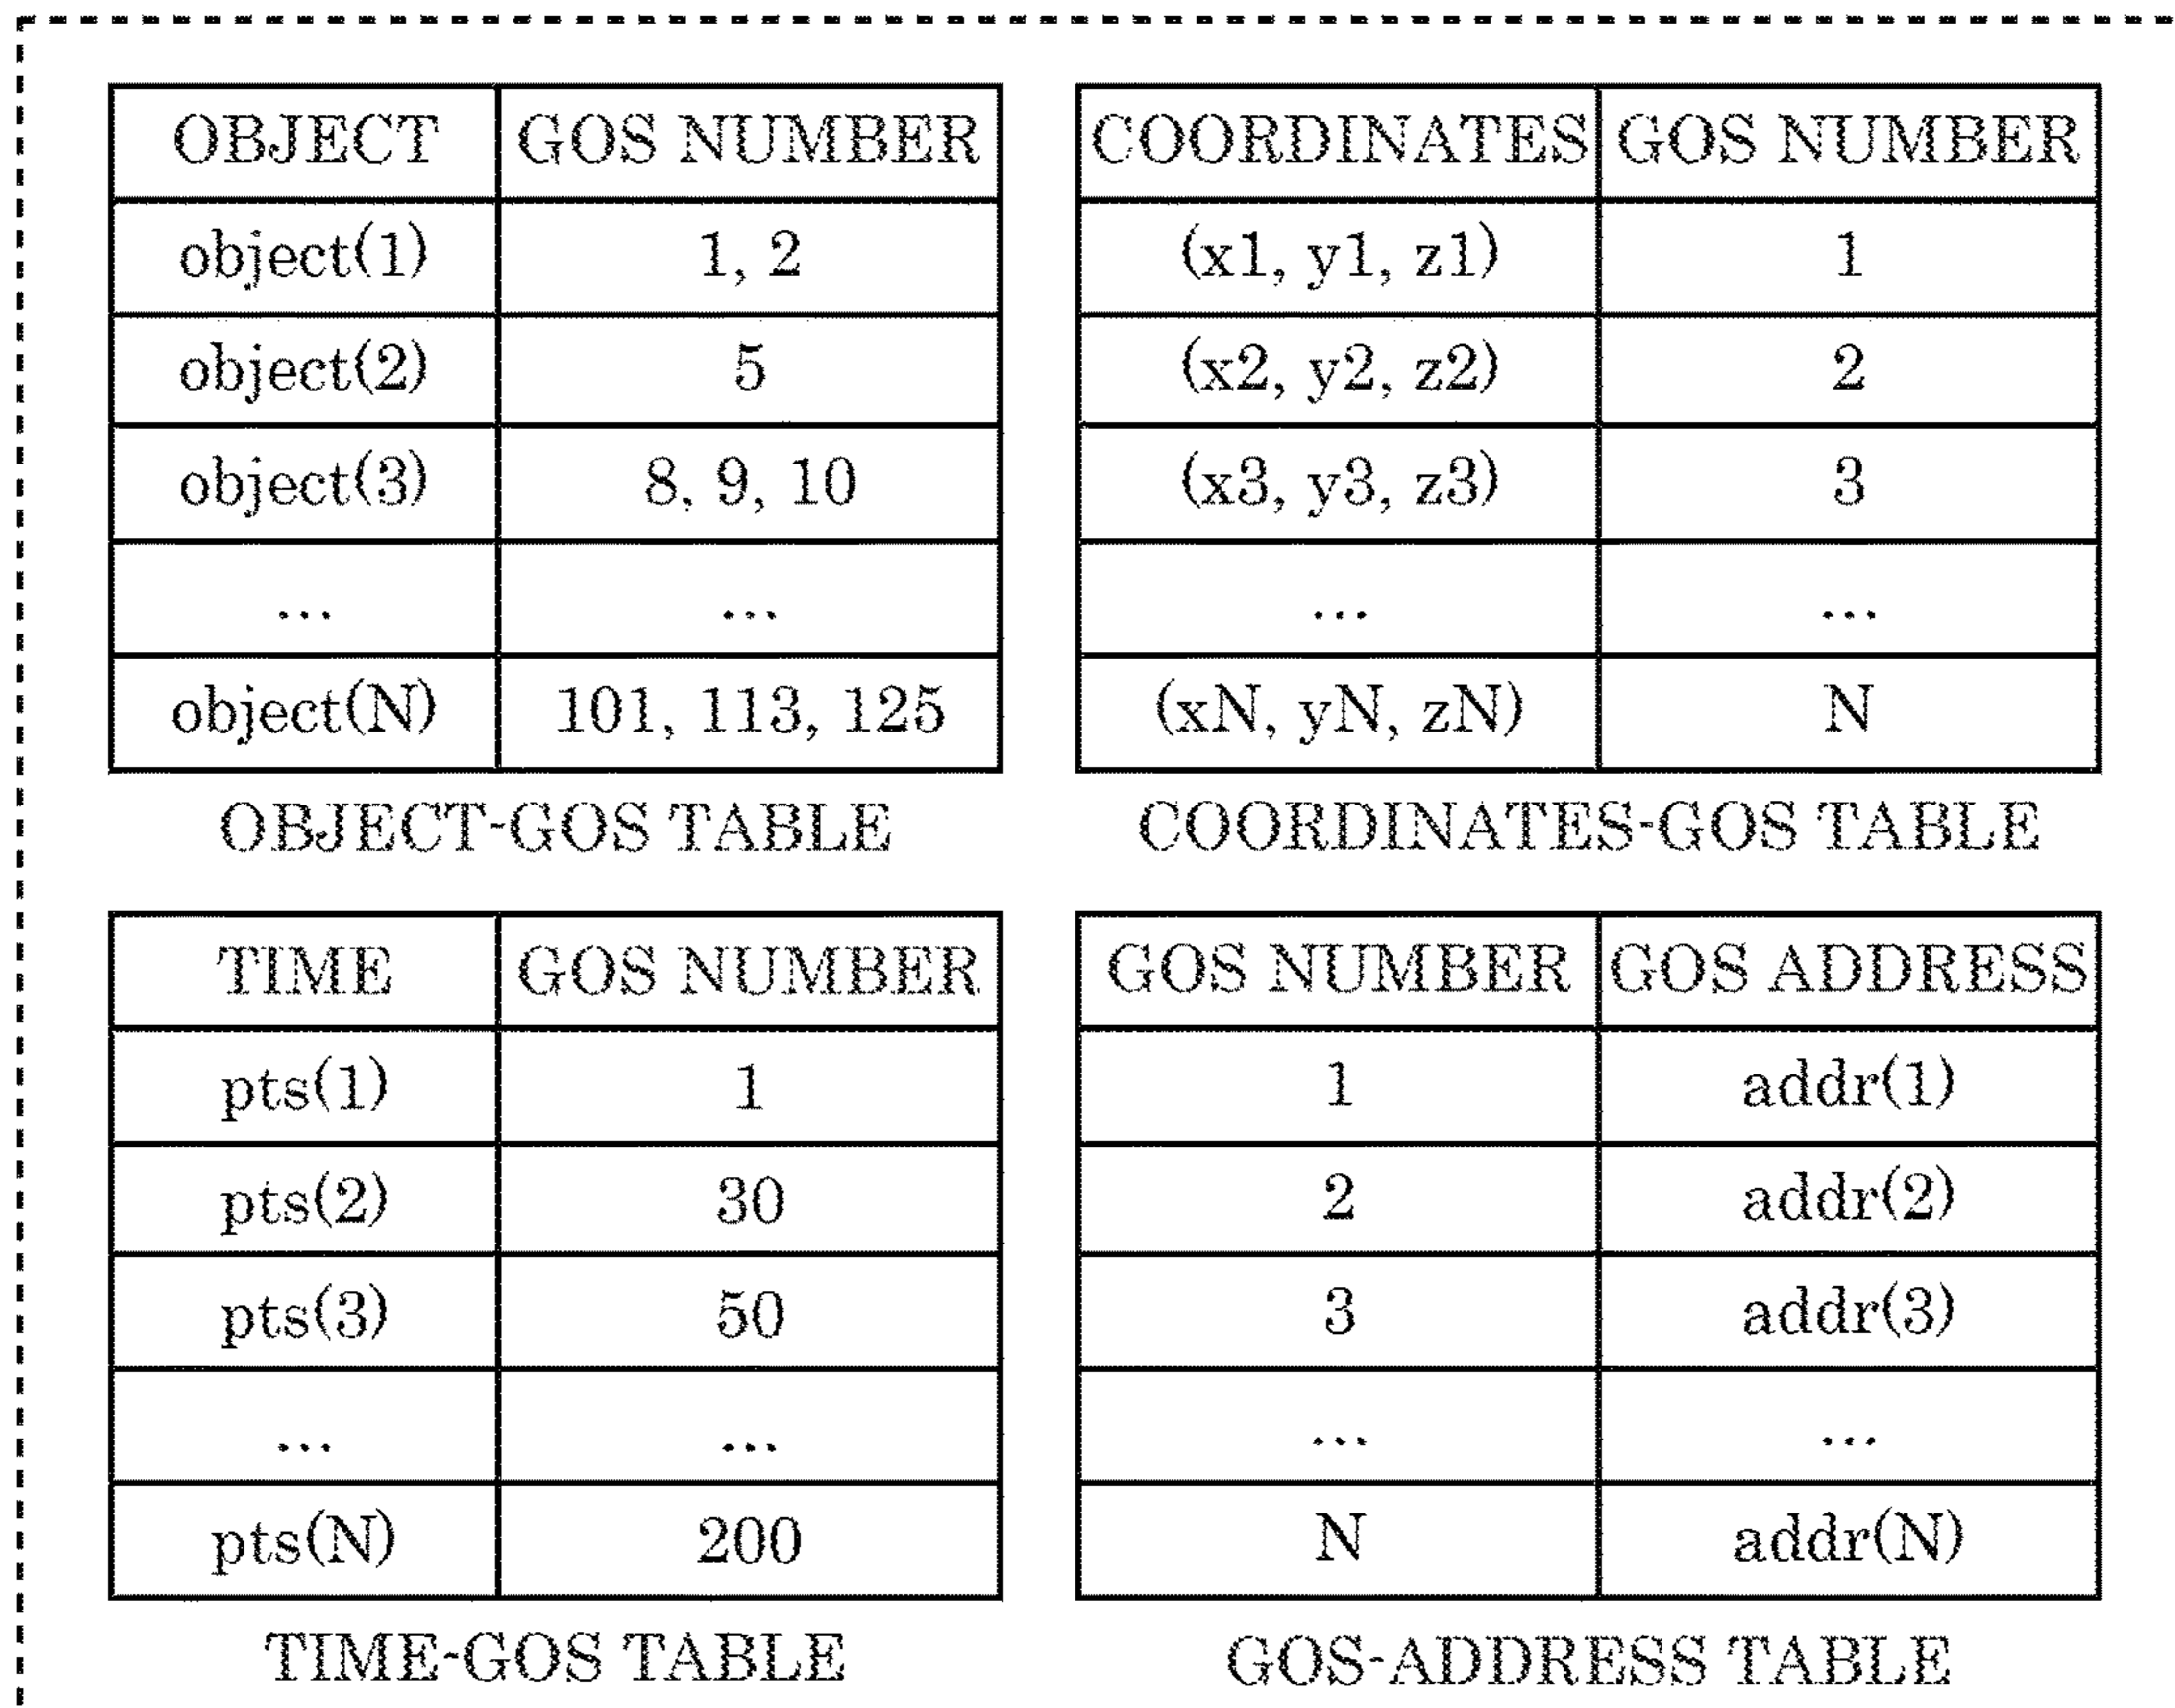 OBJECT GOS NUMBER
object(1) 1, 2
object(2) 5
object(3) 8, 9, 10
... ...
object(N) 101, 113, 125
OBJECT-GOS TABLE
COORDINATES GOS NUMBER
(x1, y1, z1) 1
(x2, y2, z2) 2
(x3, y3, z3) 3
... ...
(xN, yN, zN) N
COORDINATES-GOS TABLE
TIME GOS NUMBER
pts(1) 1
pts(2) 30
pts(3) 50
... ...
pts(N) 200
TIME-GOS TABLE
GOS NUMBER GOS ADDRESS
1 addr(1)
2 addr(2)
3 addr(3)
... ...
N addr(N)
GOS-ADDRESS TABLE